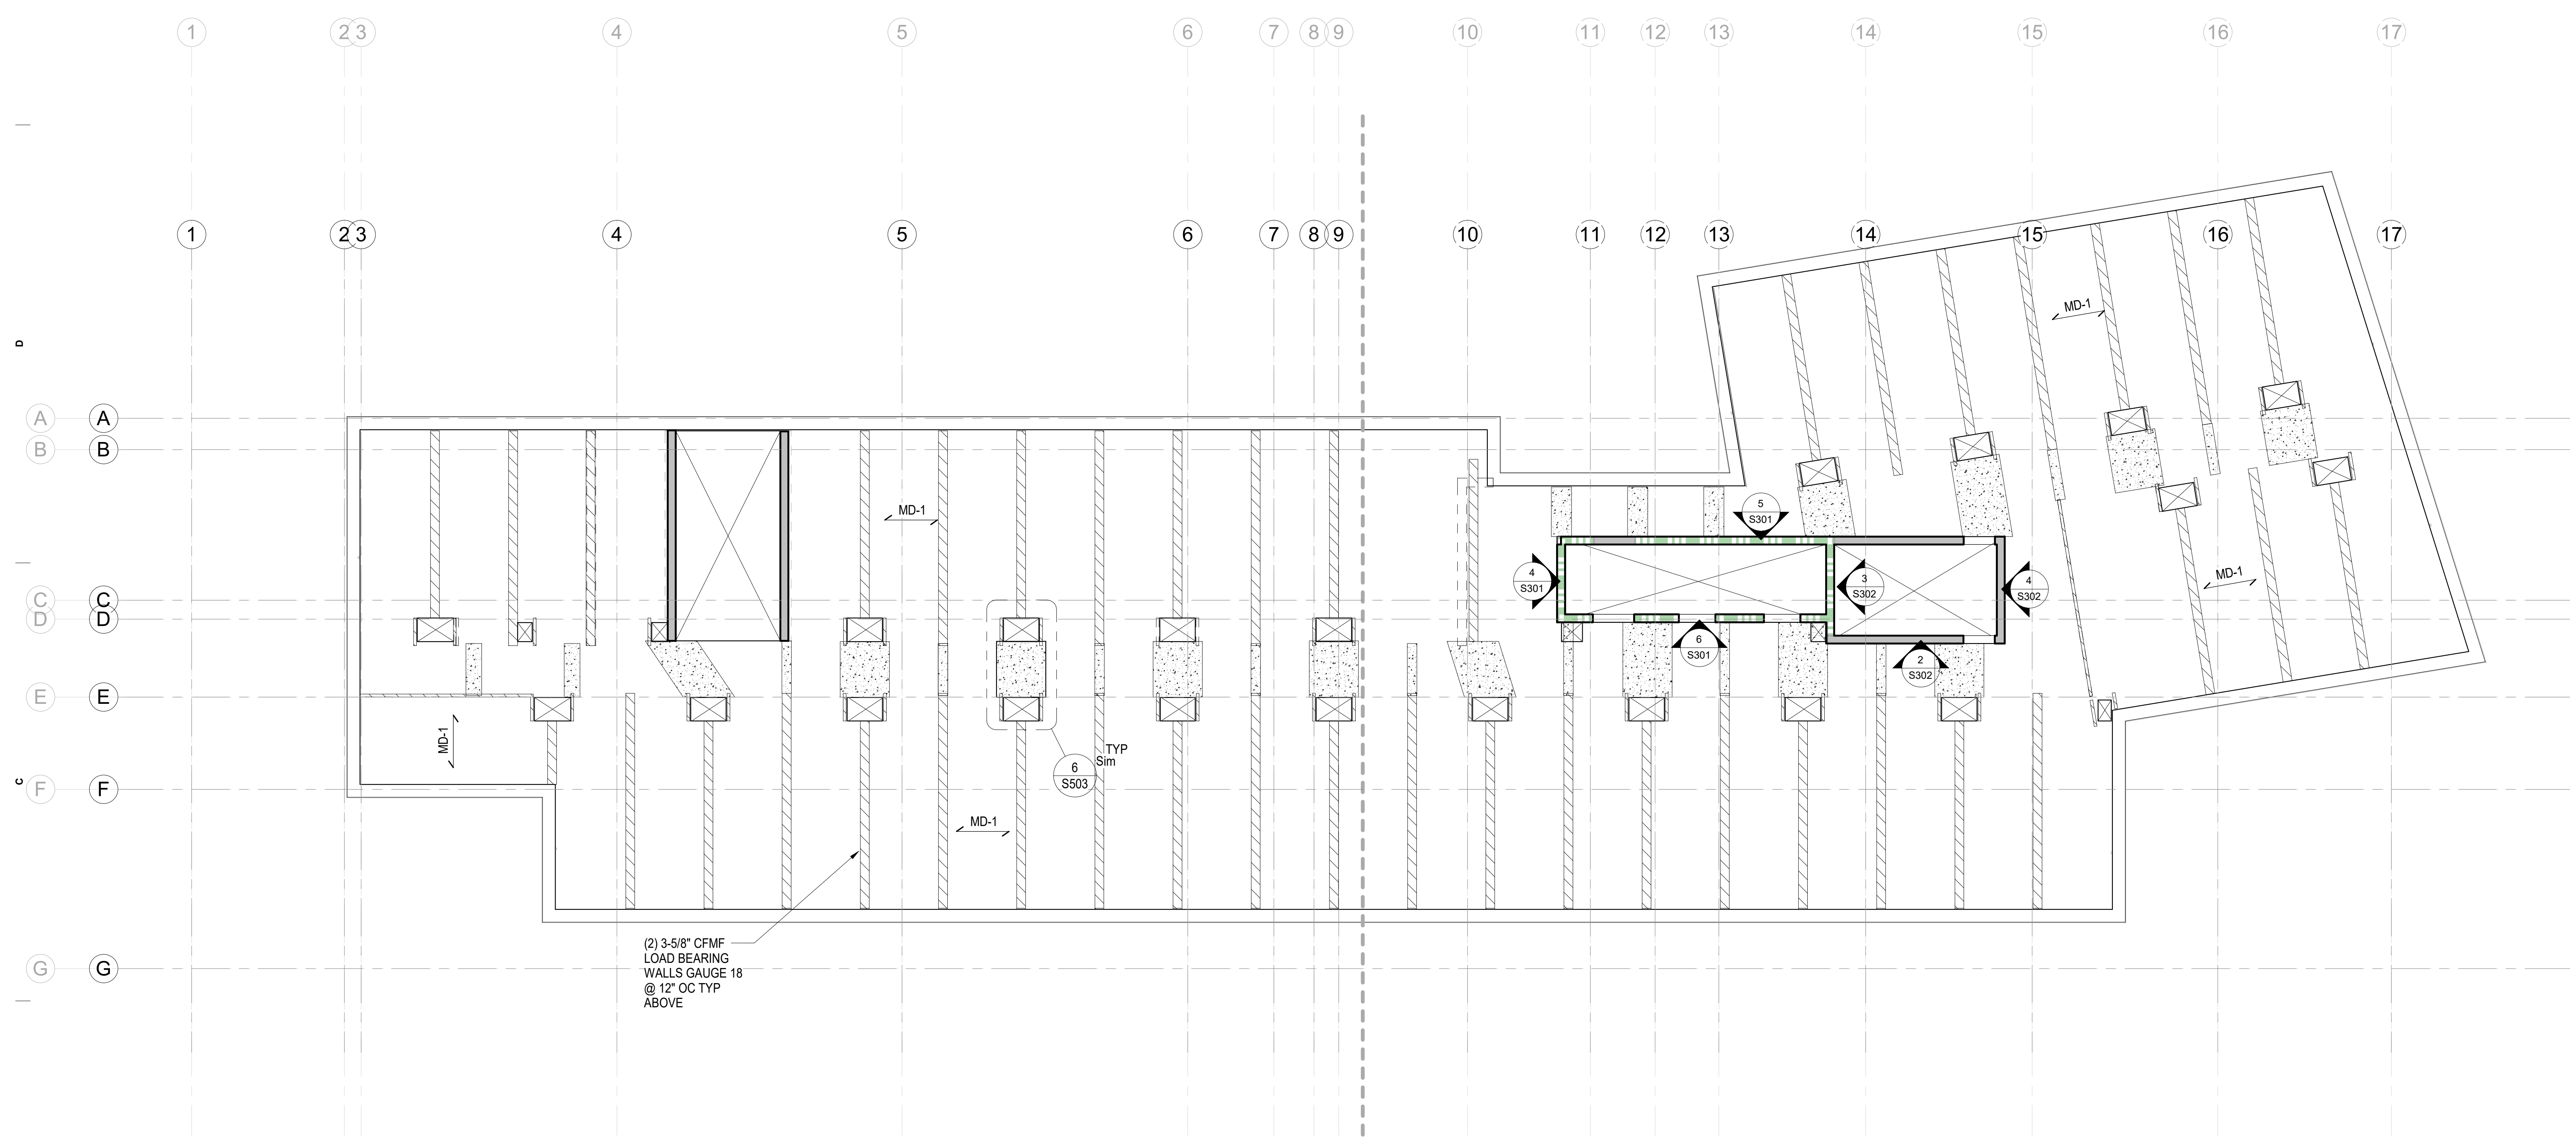 1 2 3 4 5 6 7 8 9 10 11 12 13 14 15 16 17
1 2 3 4 5 6 7 8 9 10 11 12 13 14 15 16 17
MD-1
D
A A
B B
5
S301
MD-1
4
S301
3
S302
4
S302
MD-1
C C
D D
6
S301
2
S302
E E
MD-1
TYP
Sim
6
S503
C
F F
MD-1
(2) 3-5/8" CFMF
LOAD BEARING
WALLS GAUGE 18
@ 12" OC TYP
ABOVE
G G